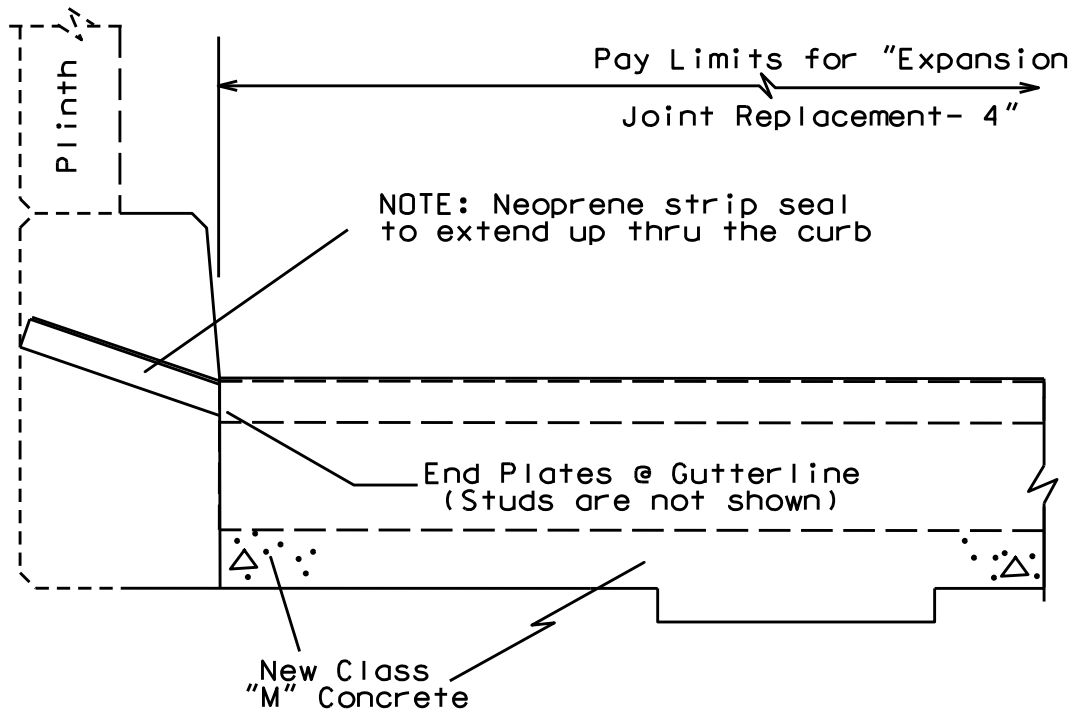 Pay Limits for "Expansion
Joint Replacement- 4"
Plinth
NOTE: Neoprene strip seal
to extend up thru the curb
End Plates @ Gutterline
(Studs are not shown)
New Class
"M" Concrete